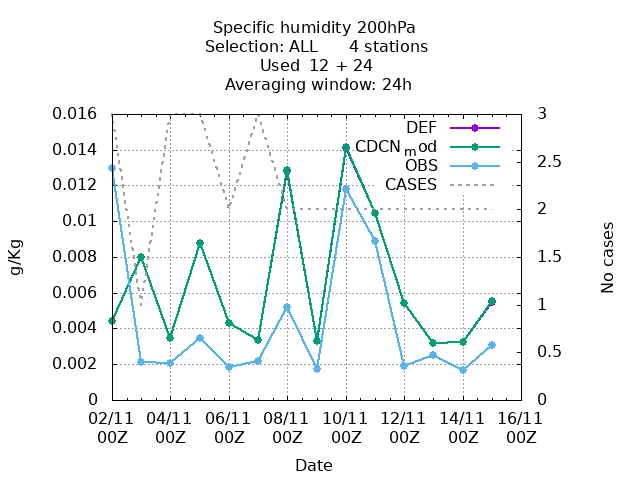 Specific humidity 200hPa
Selection: ALL 4 stations
Used 12 + 24
Averaging window: 24h
DEF
CDCN mod
OBS
CASES
g/Kg
0.016
0.014
0.012
0.01
0.008
0.006
0.004
0.002
0
3
2.5
2
1.5
1
0.5
0
No cases
02/11 04/11 06/11 08/11 10/11 12/11 14/11 16/11
00Z 00Z 00Z 00Z 00Z 00Z 00Z 00Z
Date